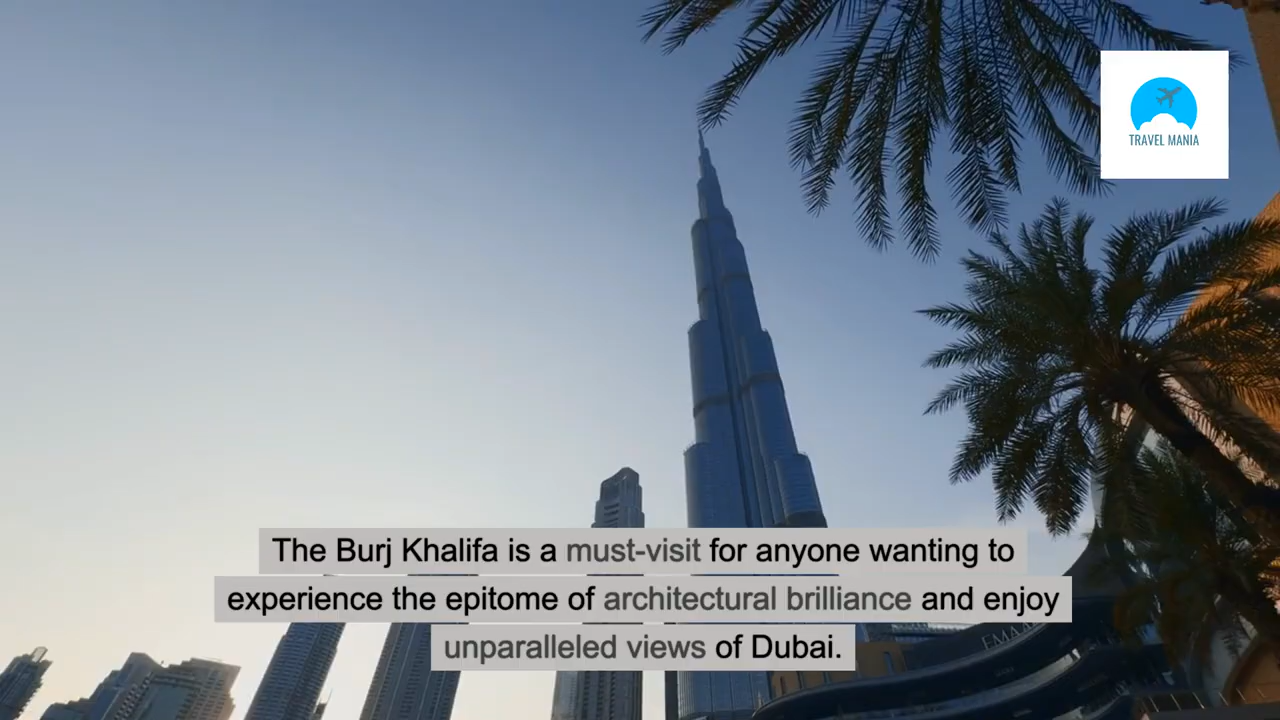 TRAVEL MANIA
The Burj Khalifa is a must-visit for anyone wanting to
experience the epitome of architectural brilliance and enjoy
unparalleled views of Dubai.